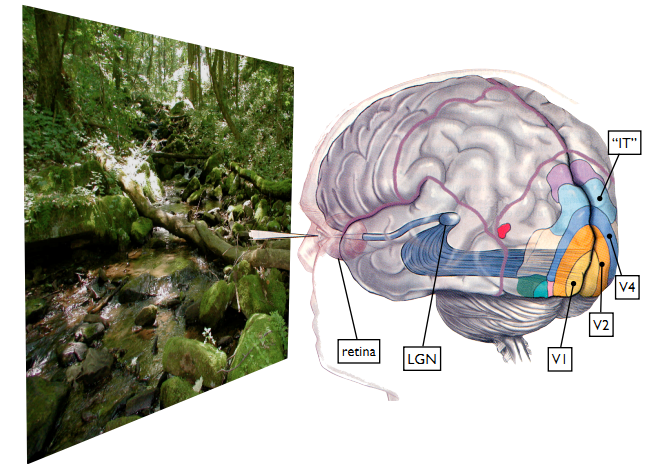 "IT"
V4
V2
retina
LGN
V1